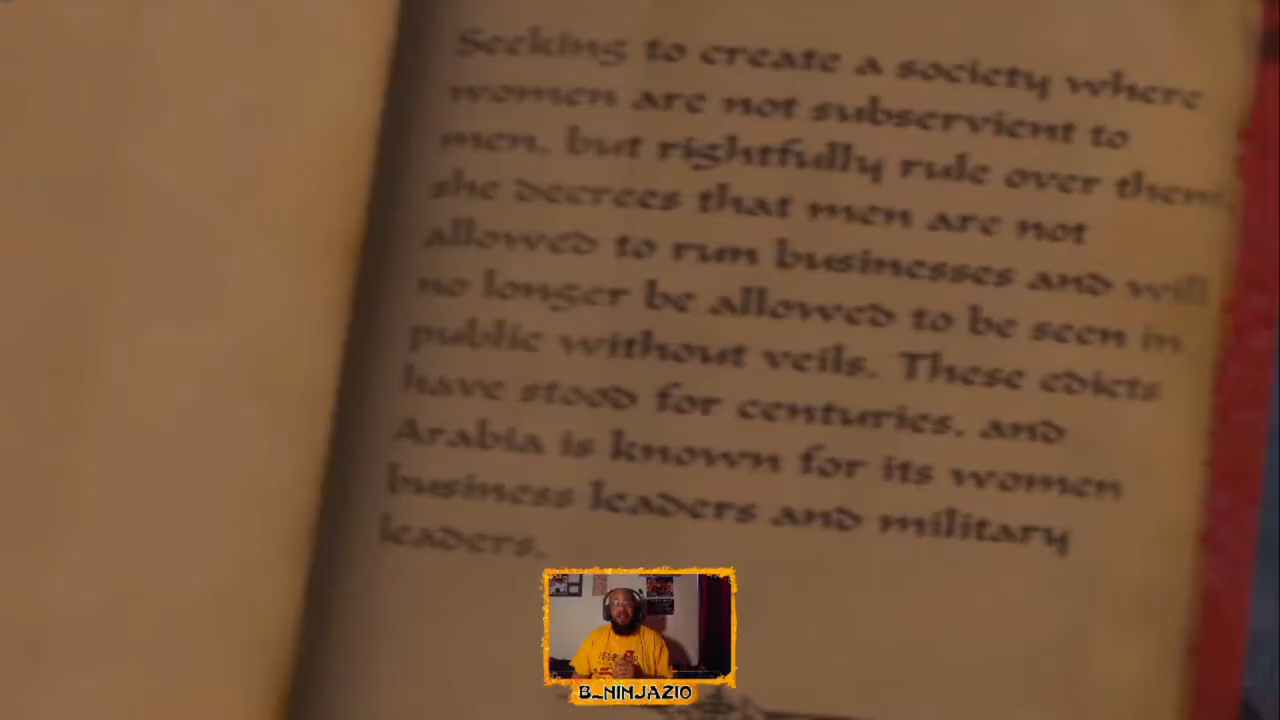 Seeking to create a society where
women are not subservient to
men, but rightfully rule over them,
she decrees that men are not
allowed to run businesses and will
no longer be allowed to be seen in
public without veils. These edicts
have stood for centuries, and
Arabia is known for its women
business leaders and military
leaders.
B_NINJAZIO